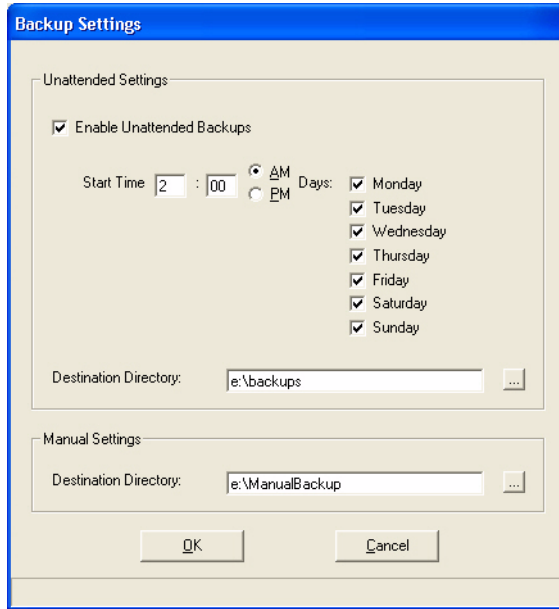 Backup Settings
Unattended Settings
Enable Unattended Backups
Start Time 2 : 00 AM Days: Monday
PM
Tuesday
Wednesday
Thursday
Friday
Saturday
Sunday
Destination Directory: e:\backups ...
Manual Settings
Destination Directory: e:\ManualBackup ...
OK Cancel